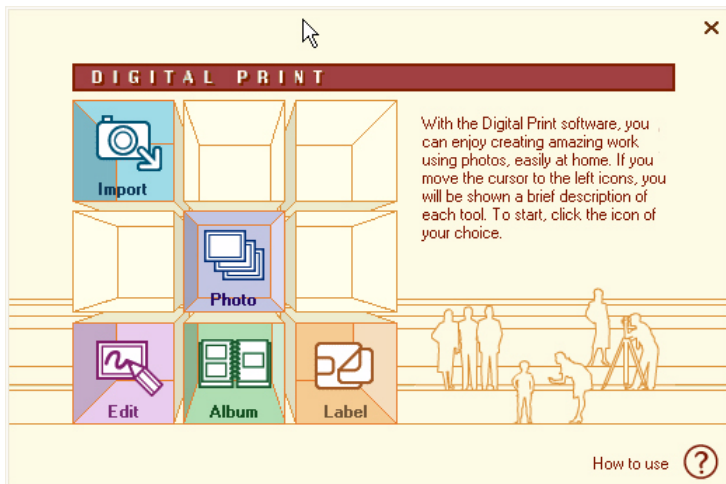 DIGITAL PRINT
Import
With the Digital Print software, you
can enjoy creating amazing work
using photos, easily at home. If you
move the cursor to the left icons, you
will be shown a brief description of
each tool. To start, click the icon of
your choice.
Photo
Edit
Album
Label
How to use
?